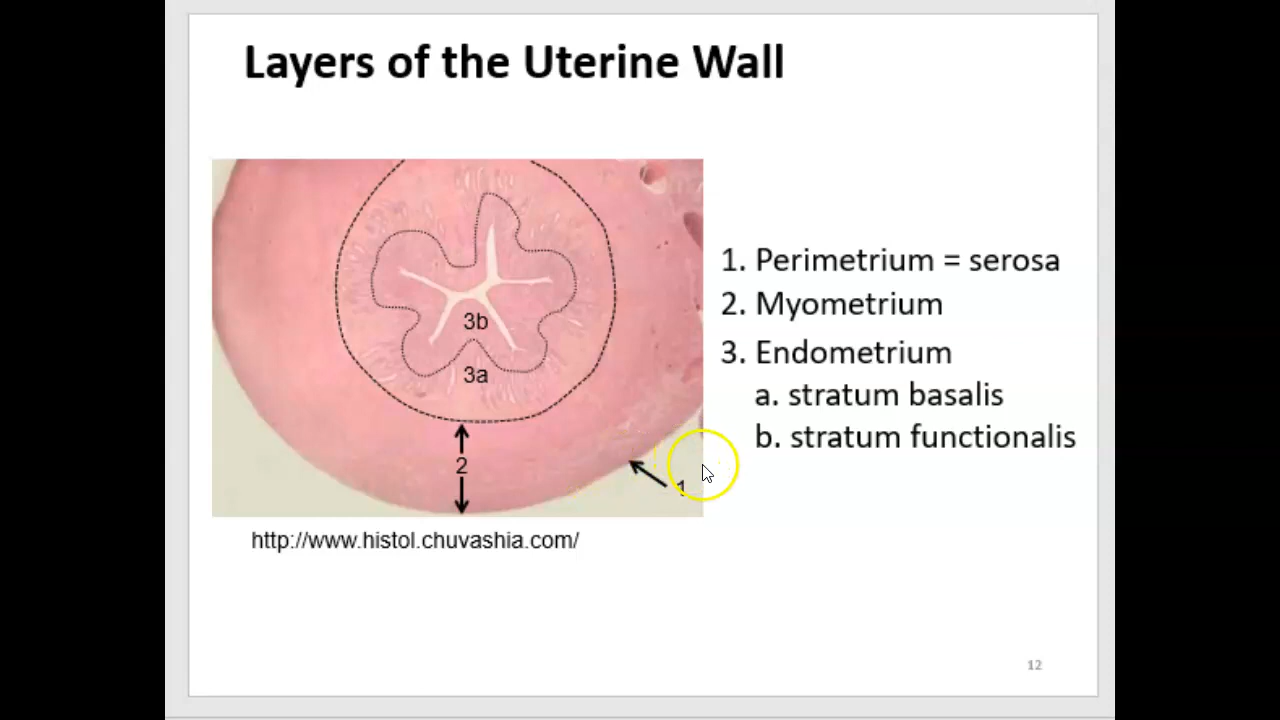 Layers of the Uterine Wall
3b
3a
2
1
http://www.histol.chuvashia.com/
1. Perimetrium = serosa
2. Myometrium
3. Endometrium
a. stratum basalis
b. stratum functionalis
12